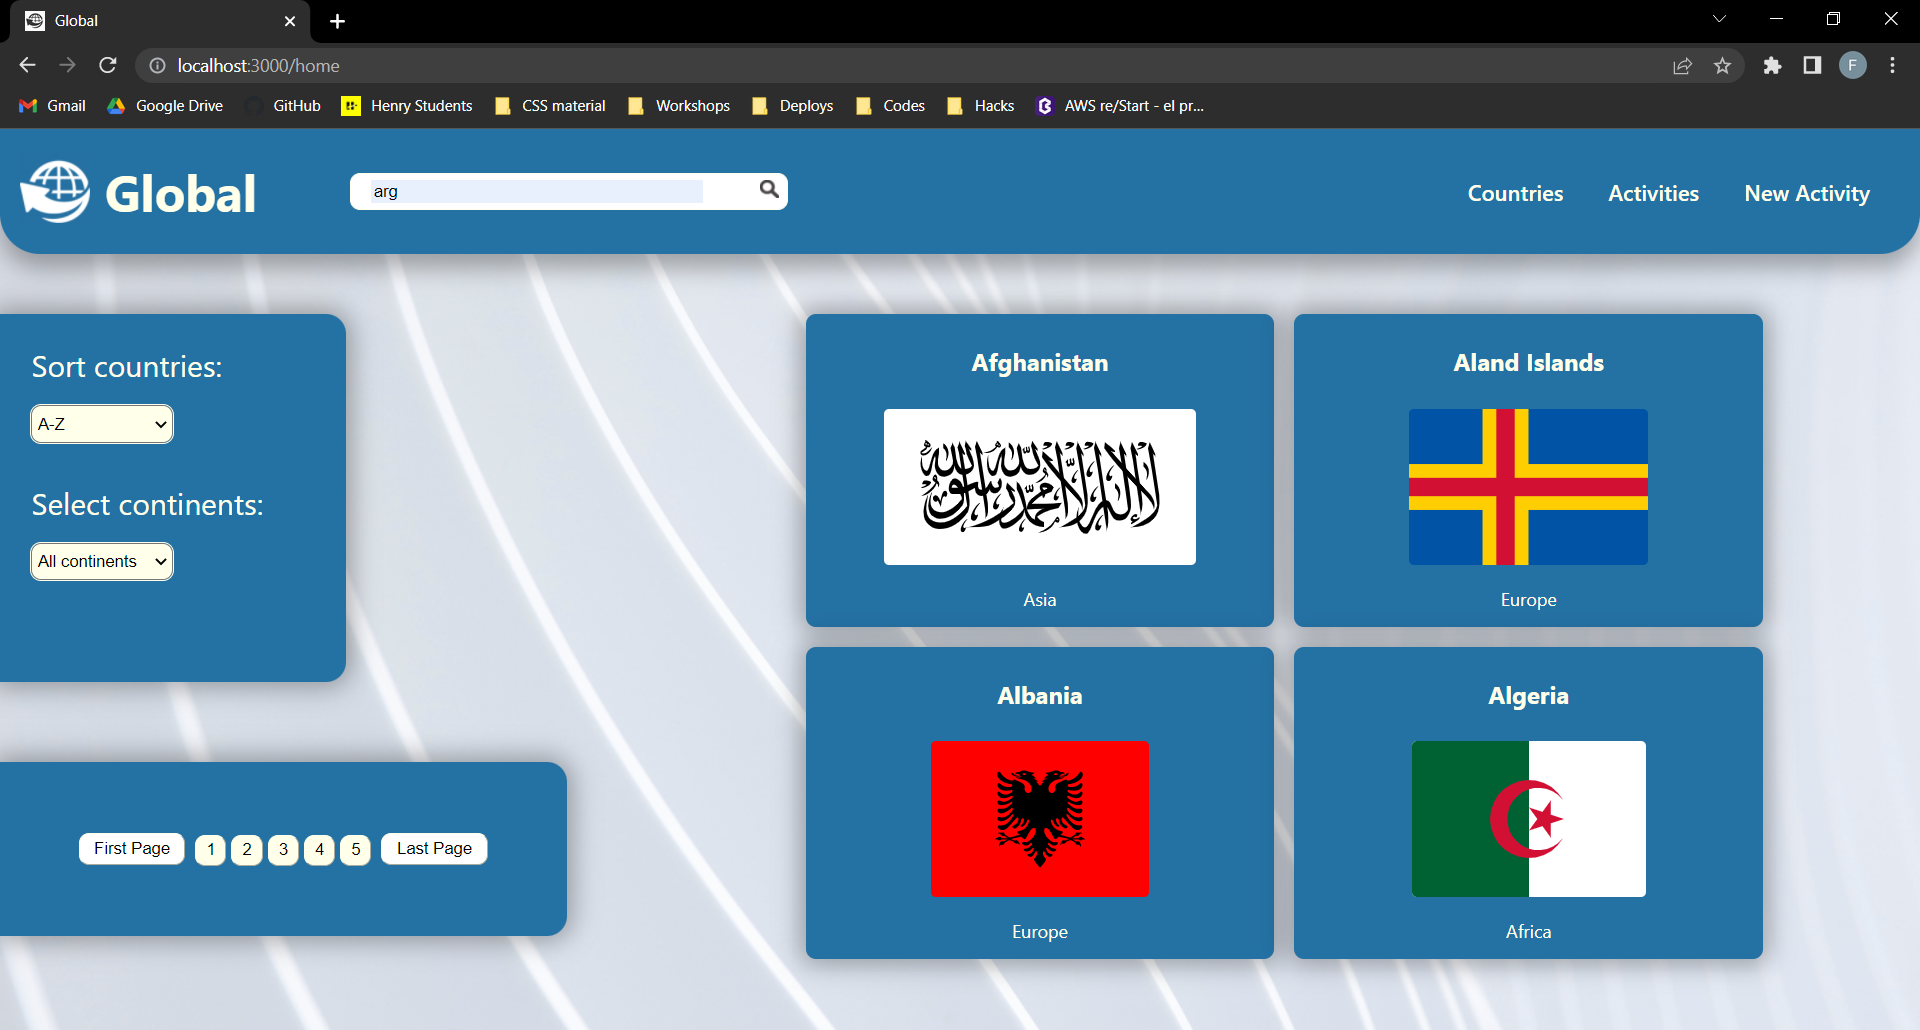 Global
localhost:3000/home
F
Gmail
Google Drive
GitHub
Henry Students
CSS material
Workshops
Deploys
Codes
Hacks
AWS re/Start - el pr...
Global
arg
Countries
Activities
New Activity
Sort countries:
A-Z
Select continents:
All continents
First Page
1
2
3
4
5
Last Page
Afghanistan
لا إله إلا الله محمد رسول الله
Asia
Aland Islands
Europe
Albania
Europe
Algeria
Africa